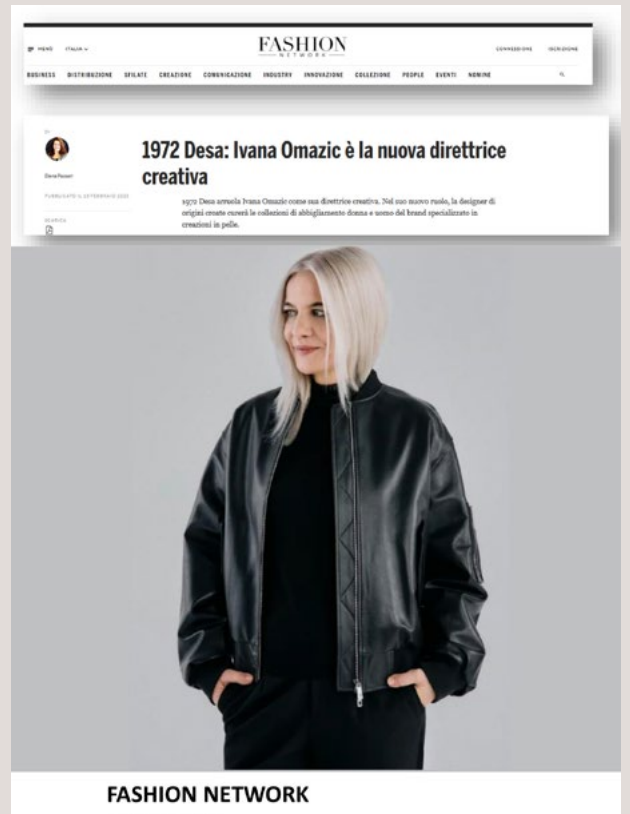 FASHION
NETWORK
MENÙ ITALIA
CONNESSIONE ISCRIZIONE
BUSINESS DISTRIBUZIONE SFILATE CREAZIONE COMUNICAZIONE INDUSTRY INNOVAZIONE COLLEZIONE PEOPLE EVENTI NOMINE
1972 Desa: Ivana Omazic è la nuova direttrice
creativa
1972 Desa arruola Ivana Omazic come sua direttrice creativa. Nel suo nuovo ruolo, la designer di
origini croate curerà le collezioni di abbigliamento donna e uomo del brand specializzato in
creazioni in pelle.
FASHION NETWORK